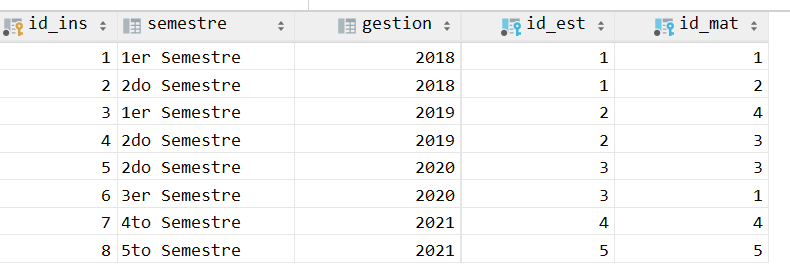 id_ins semestre gestion id_est id_mat
1 1er Semestre 2018 1 1
2 2do Semestre 2018 1 2
3 1er Semestre 2019 2 4
4 2do Semestre 2019 2 3
5 2do Semestre 2020 3 3
6 3er Semestre 2020 3 1
7 4to Semestre 2021 4 4
8 5to Semestre 2021 5 5